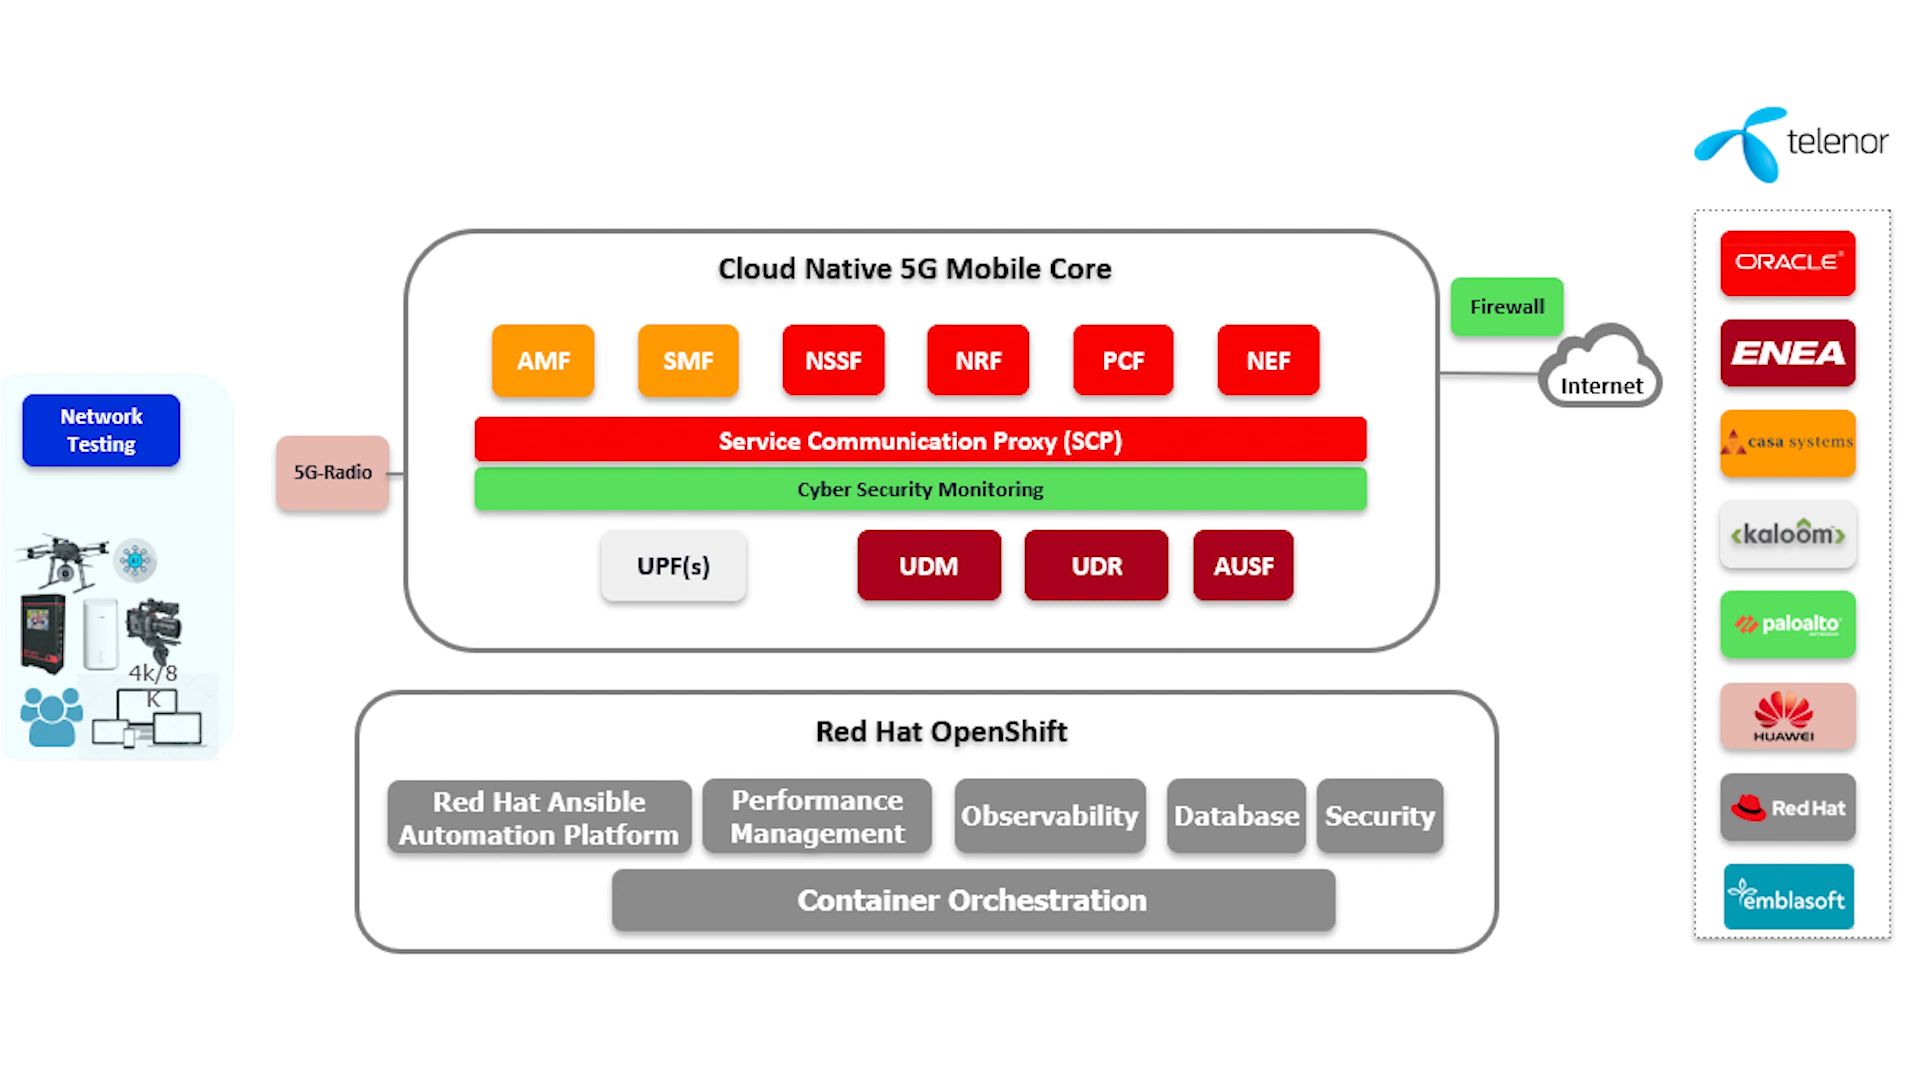 telenor
Cloud Native 5G Mobile Core
AMF
SMF
NSSF
NRF
PCF
NEF
Service Communication Proxy (SCP)
Cyber Security Monitoring
UPF(s)
UDM
UDR
AUSF
Network
Testing
4k/8
K
5G-Radio
Firewall
Internet
Red Hat OpenShift
Red Hat Ansible
Automation Platform
Performance
Management
Observability
Database
Security
Container Orchestration
ORACLE®
ENEA
casa systems
kaloom
paloalto
NETWORKS
HUAWEI
Red Hat
emblasoft